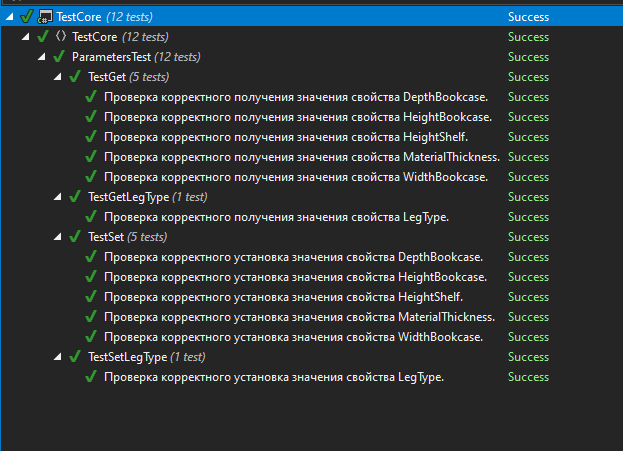 TestCore (12 tests) Success
TestCore (12 tests) Success
ParametersTest (12 tests) Success
TestGet (5 tests) Success
Проверка корректного получения значения свойства DepthBookcase. Success
Проверка корректного получения значения свойства HeightBookcase. Success
Проверка корректного получения значения свойства HeightShelf. Success
Проверка корректного получения значения свойства MaterialThickness. Success
Проверка корректного получения значения свойства WidthBookcase. Success
TestGetLegType (1 test) Success
Проверка корректного получения значения свойства LegType. Success
TestSet (5 tests) Success
Проверка корректного установка значения свойства DepthBookcase. Success
Проверка корректного установка значения свойства HeightBookcase. Success
Проверка корректного установка значения свойства HeightShelf. Success
Проверка корректного установка значения свойства MaterialThickness. Success
Проверка корректного установка значения свойства WidthBookcase. Success
TestSetLegType (1 test) Success
Проверка корректного установка значения свойства LegType. Success